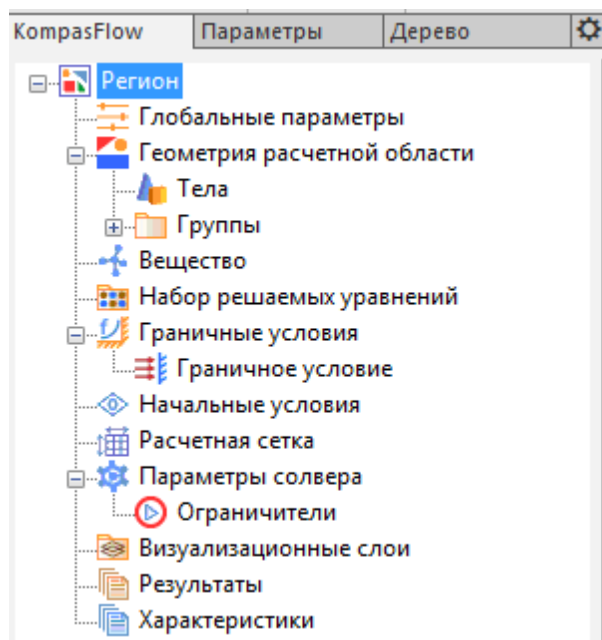 KompasFlow Параметры Дерево
Регион
Глобальные параметры
Геометрия расчетной области
Тела
Группы
Вещество
Набор решаемых уравнений
Граничные условия
Граничное условие
Начальные условия
Расчетная сетка
Параметры солвера
Ограничители
Визуализационные слои
Результаты
Характеристики